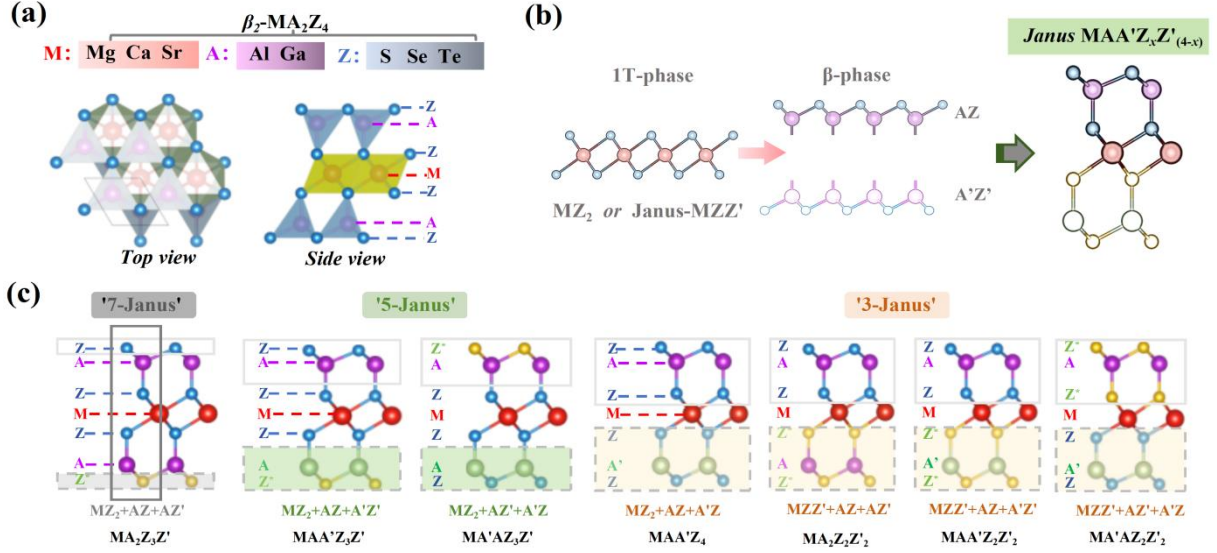 (a)
β₂-MA₂Z₄
M: Mg Ca Sr A: Al Ga Z: S Se Te
Z
A
Z
M
Z
A
Z
Top view
Side view
(b)
1T-phase
β-phase
Janus MAA'ZₓZ'₍₄₋ₓ₎
AZ
A'Z'
MZ₂ or Janus-MZZ'
(c)
'7-Janus'
'5-Janus'
'3-Janus'
Z
A
Z
M
Z
A
Z''
MZ₂+AZ+AZ'
MA₂Z₃Z'
Z
A
Z
M
Z
A
Z''
MZ₂+AZ+A'Z'
MAA'Z₃Z'
Z''
A
Z
M
Z
A
Z
MZ₂+AZ'+A'Z
MA'AZ₃Z'
Z
A
Z
M
Z
A'
Z
MZ₂+AZ+A'Z
MAA'Z₄
Z
A
Z
M
Z''
A
Z''
MZZ'+AZ+AZ'
MA₂Z₂Z'₂
Z
A
Z
M
Z''
A'
Z''
MZZ'+AZ+A'Z'
MAA'Z₂Z'₂
Z''
A
Z''
M
Z
A'
Z
MZZ'+AZ'+A'Z
MA'AZ₂Z'₂